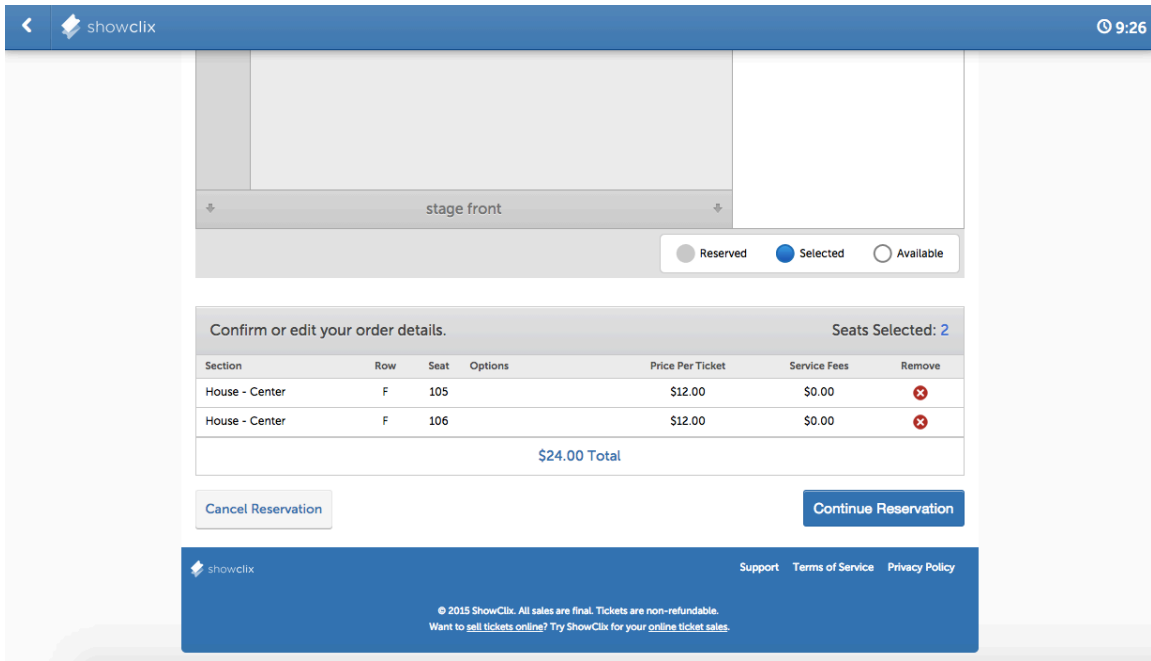 showclix 9:26
stage front
Reserved Selected Available
Confirm or edit your order details. Seats Selected: 2
Section Row Seat Options Price Per Ticket Service Fees Remove
House - Center F 105 $12.00 $0.00
House - Center F 106 $12.00 $0.00
$24.00 Total
Cancel Reservation Continue Reservation
showclix Support Terms of Service Privacy Policy
© 2015 ShowClix. All sales are final. Tickets are non-refundable.
Want to sell tickets online? Try ShowClix for your online ticket sales.